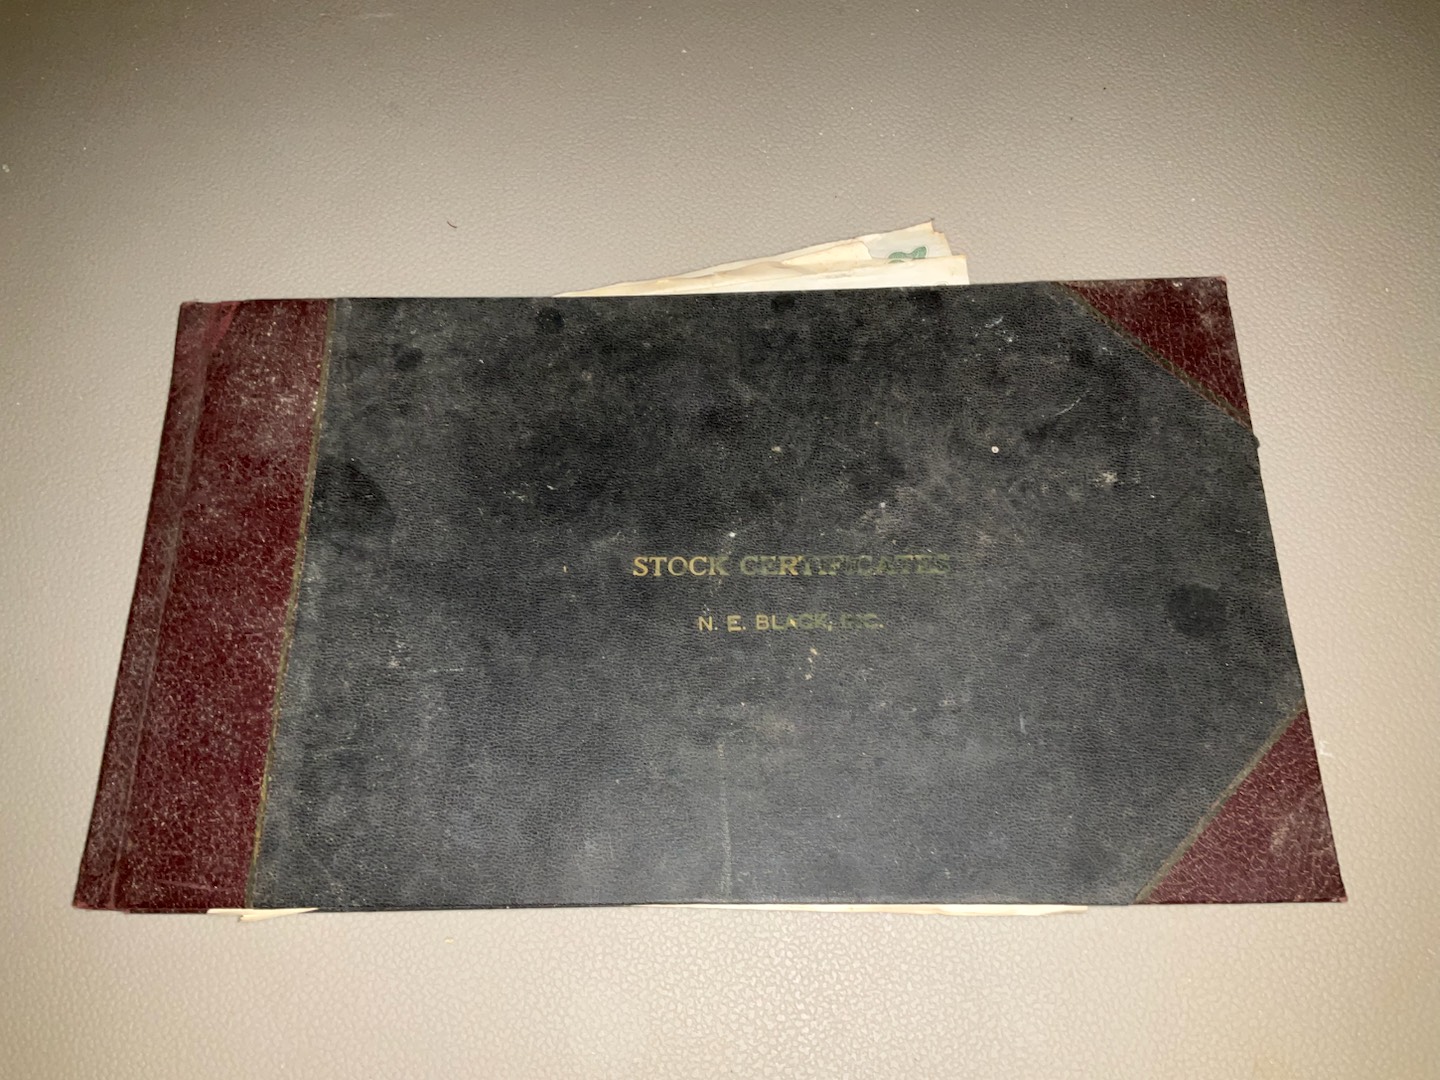 STOCK CERTIFICATES
N. E. BLACK, INC.